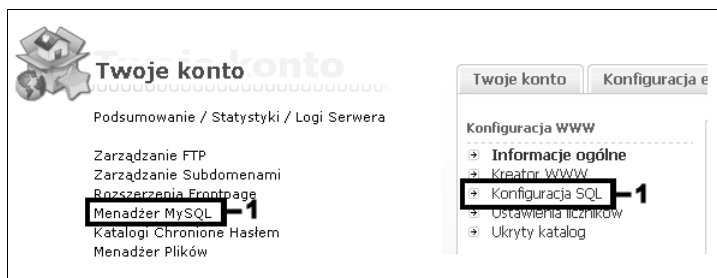 Twoje konto
Podsumowanie / Statystyki / Logi Serwera
Zarządzanie FTP
Zarządzanie Subdomenami
Rozszerzenia Frontpage
Menadżer MySQL 1
Katalogi Chronione Hasłem
Menadżer Plików
Twoje konto Konfiguracja e
Konfiguracja WWW
Informacje ogólne
Kreator WWW
Konfiguracja SQL 1
Ustawienia liczników
Ukryty katalog